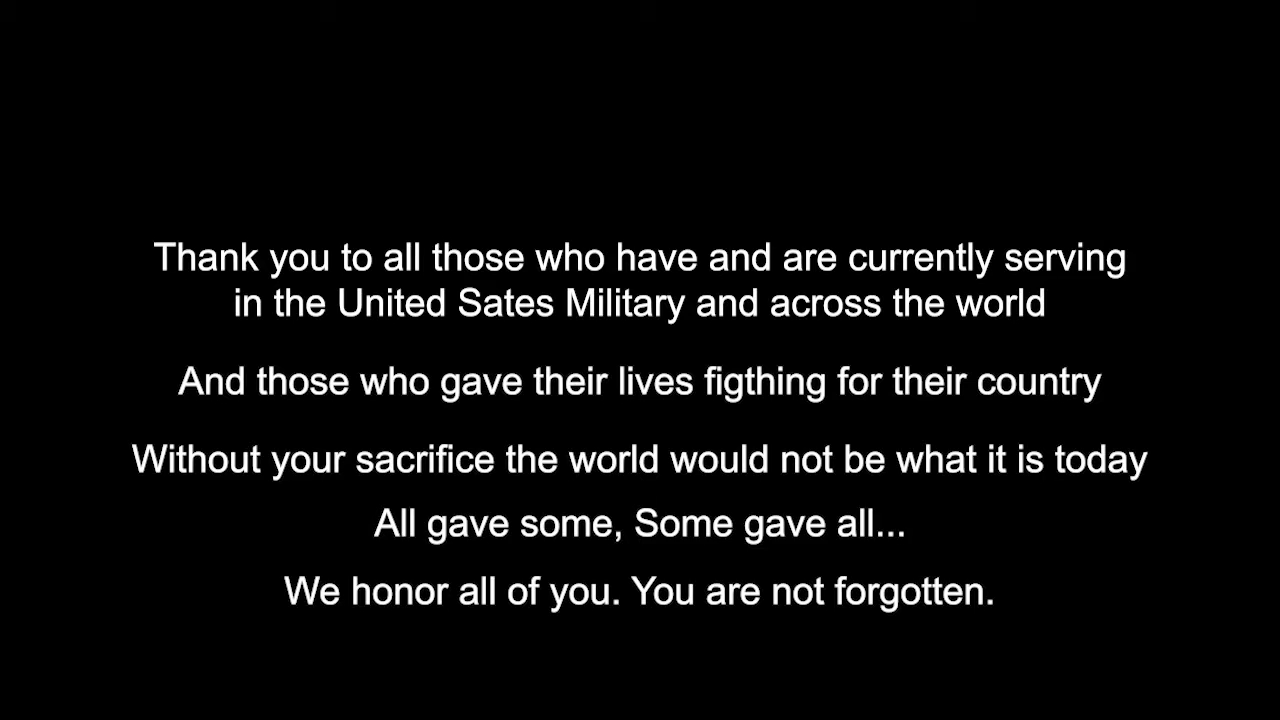 Thank you to all those who have and are currently serving
in the United Sates Military and across the world
And those who gave their lives figthing for their country
Without your sacrifice the world would not be what it is today
All gave some, Some gave all...
We honor all of you. You are not forgotten.